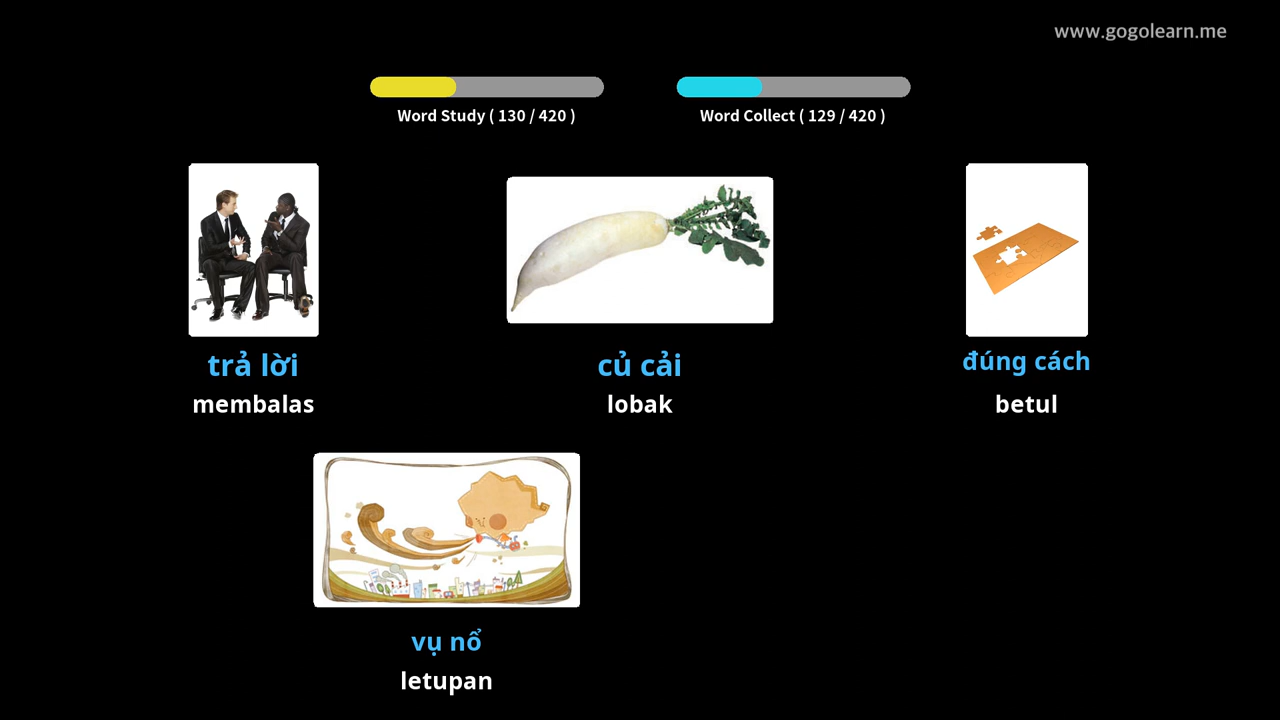 www.gogolearn.me
Word Study ( 130 / 420 )
Word Collect ( 129 / 420 )
trả lời
membalas
củ cải
lobak
đúng cách
betul
vụ nổ
letupan